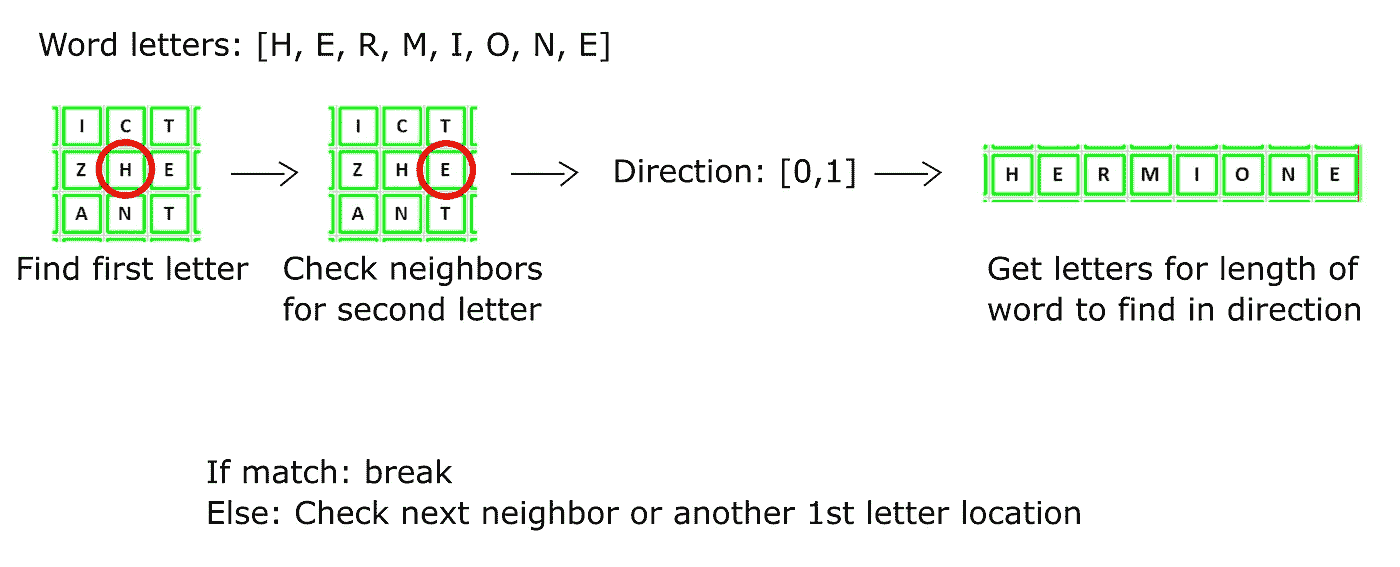 Word letters: [H, E, R, M, I, O, N, E]
I C T
Z H E
A N T
Find first letter
I C T
Z H E
A N T
Check neighbors
for second letter
Direction: [0,1]
H E R M I O N E
Get letters for length of
word to find in direction
If match: break
Else: Check next neighbor or another 1st letter location